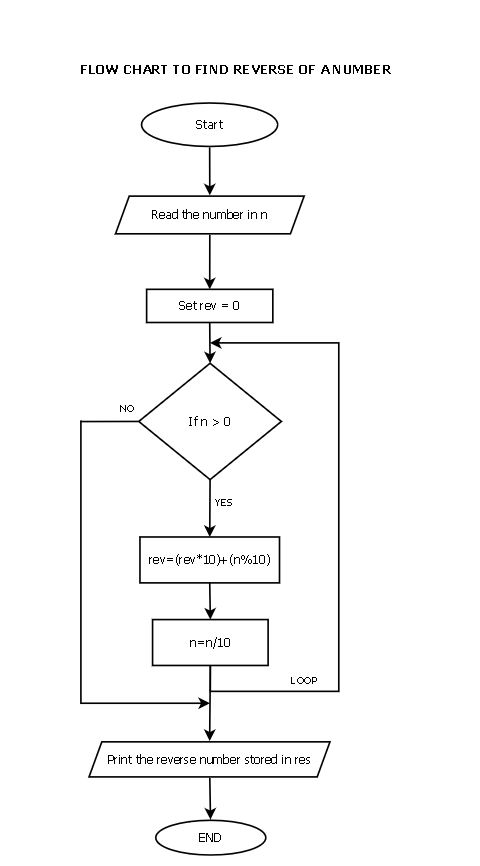 FLOW CHART TO FIND REVERSE OF A NUMBER
Start
Read the number in n
Set rev = 0
If n > 0
NO
YES
rev=(rev*10)+(n%10)
n=n/10
LOOP
Print the reverse number stored in res
END